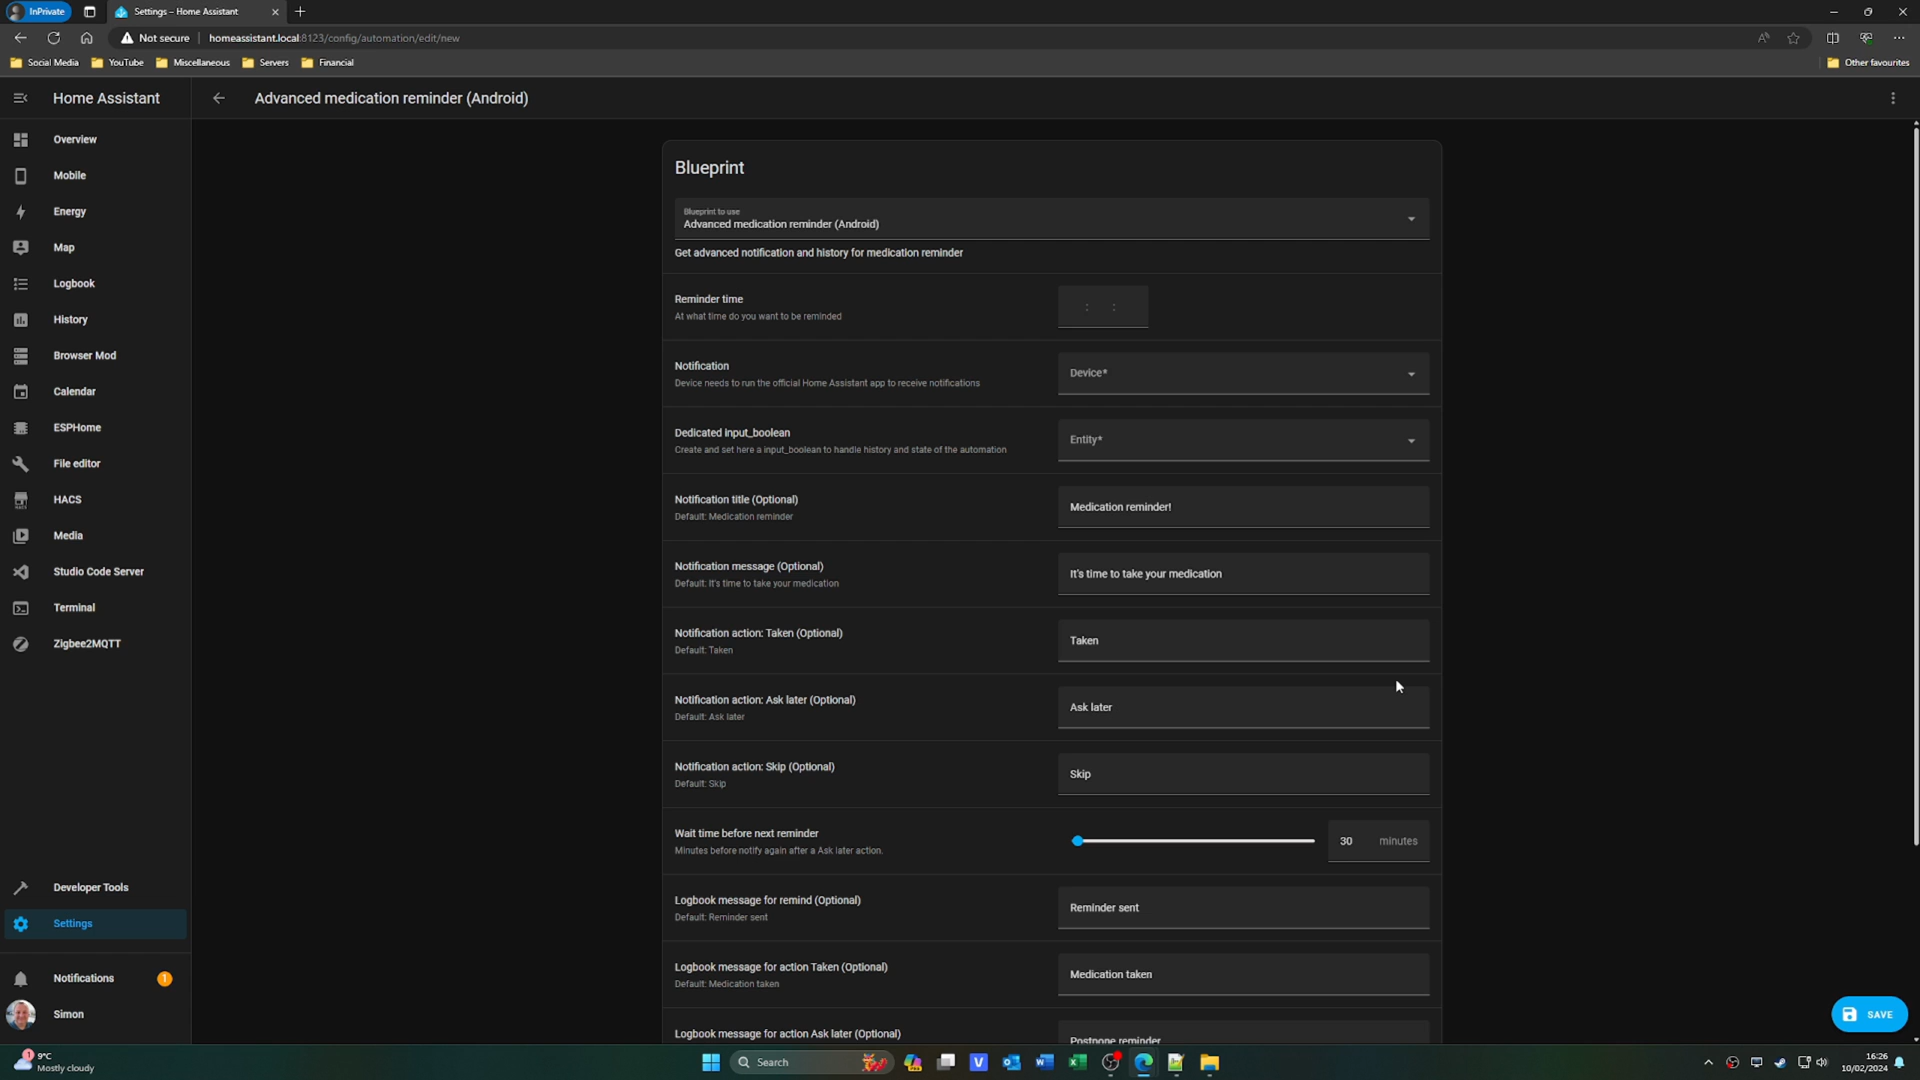 InPrivate
Settings – Home Assistant
Not secure
homeassistant.local:8123/config/automation/edit/new
Social Media
YouTube
Miscellaneous
Servers
Financial
Other favourites
Home Assistant
Advanced medication reminder (Android)
Overview
Mobile
Energy
Map
Logbook
History
Browser Mod
Calendar
ESPHome
File editor
HACS
Media
Studio Code Server
Terminal
Zigbee2MQTT
Developer Tools
Settings
Notifications
1
Simon
Blueprint
Blueprint to use
Advanced medication reminder (Android)
Get advanced notification and history for medication reminder
Reminder time
At what time do you want to be reminded
: :
Notification
Device needs to run the official Home Assistant app to receive notifications
Device*
Dedicated input_boolean
Create and set here a input_boolean to handle history and state of the automation
Entity*
Notification title (Optional)
Default: Medication reminder
Medication reminder!
Notification message (Optional)
Default: It's time to take your medication
It's time to take your medication
Notification action: Taken (Optional)
Default: Taken
Taken
Notification action: Ask later (Optional)
Default: Ask later
Ask later
Notification action: Skip (Optional)
Default: Skip
Skip
Wait time before next reminder
Minutes before notify again after a Ask later action.
30 minutes
Logbook message for remind (Optional)
Default: Reminder sent
Reminder sent
Logbook message for action Taken (Optional)
Default: Medication taken
Medication taken
Logbook message for action Ask later (Optional)
Postpone reminder
SAVE
1
9°C
Mostly cloudy
Search
16:26
10/02/2024